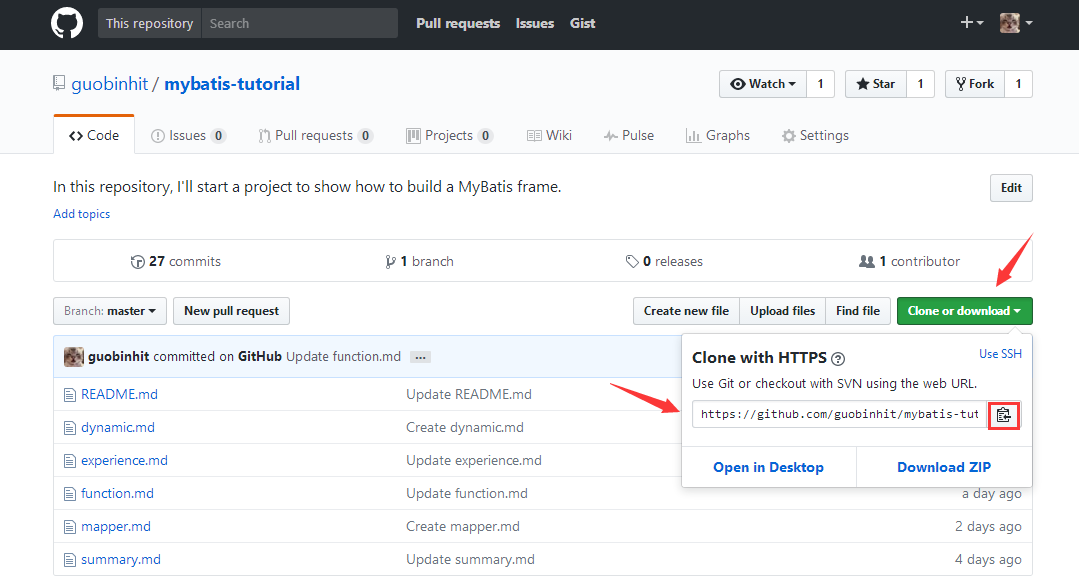 This repository Search Pull requests Issues Gist
guobinhit / mybatis-tutorial Watch 1 Star 1 Fork 1
Code Issues 0 Pull requests 0 Projects 0 Wiki Pulse Graphs Settings
In this repository, I'll start a project to show how to build a MyBatis frame. Edit
Add topics
27 commits 1 branch 0 releases 1 contributor
Branch: master New pull request Create new file Upload files Find file Clone or download
guobinhit committed on GitHub Update function.md ...
Clone with HTTPS ? Use SSH
Use Git or checkout with SVN using the web URL.
https://github.com/guobinhit/mybatis-tut
Open in Desktop Download ZIP
README.md Update README.md
dynamic.md Create dynamic.md
experience.md Update experience.md
function.md Update function.md a day ago
mapper.md Create mapper.md 2 days ago
summary.md Update summary.md 4 days ago